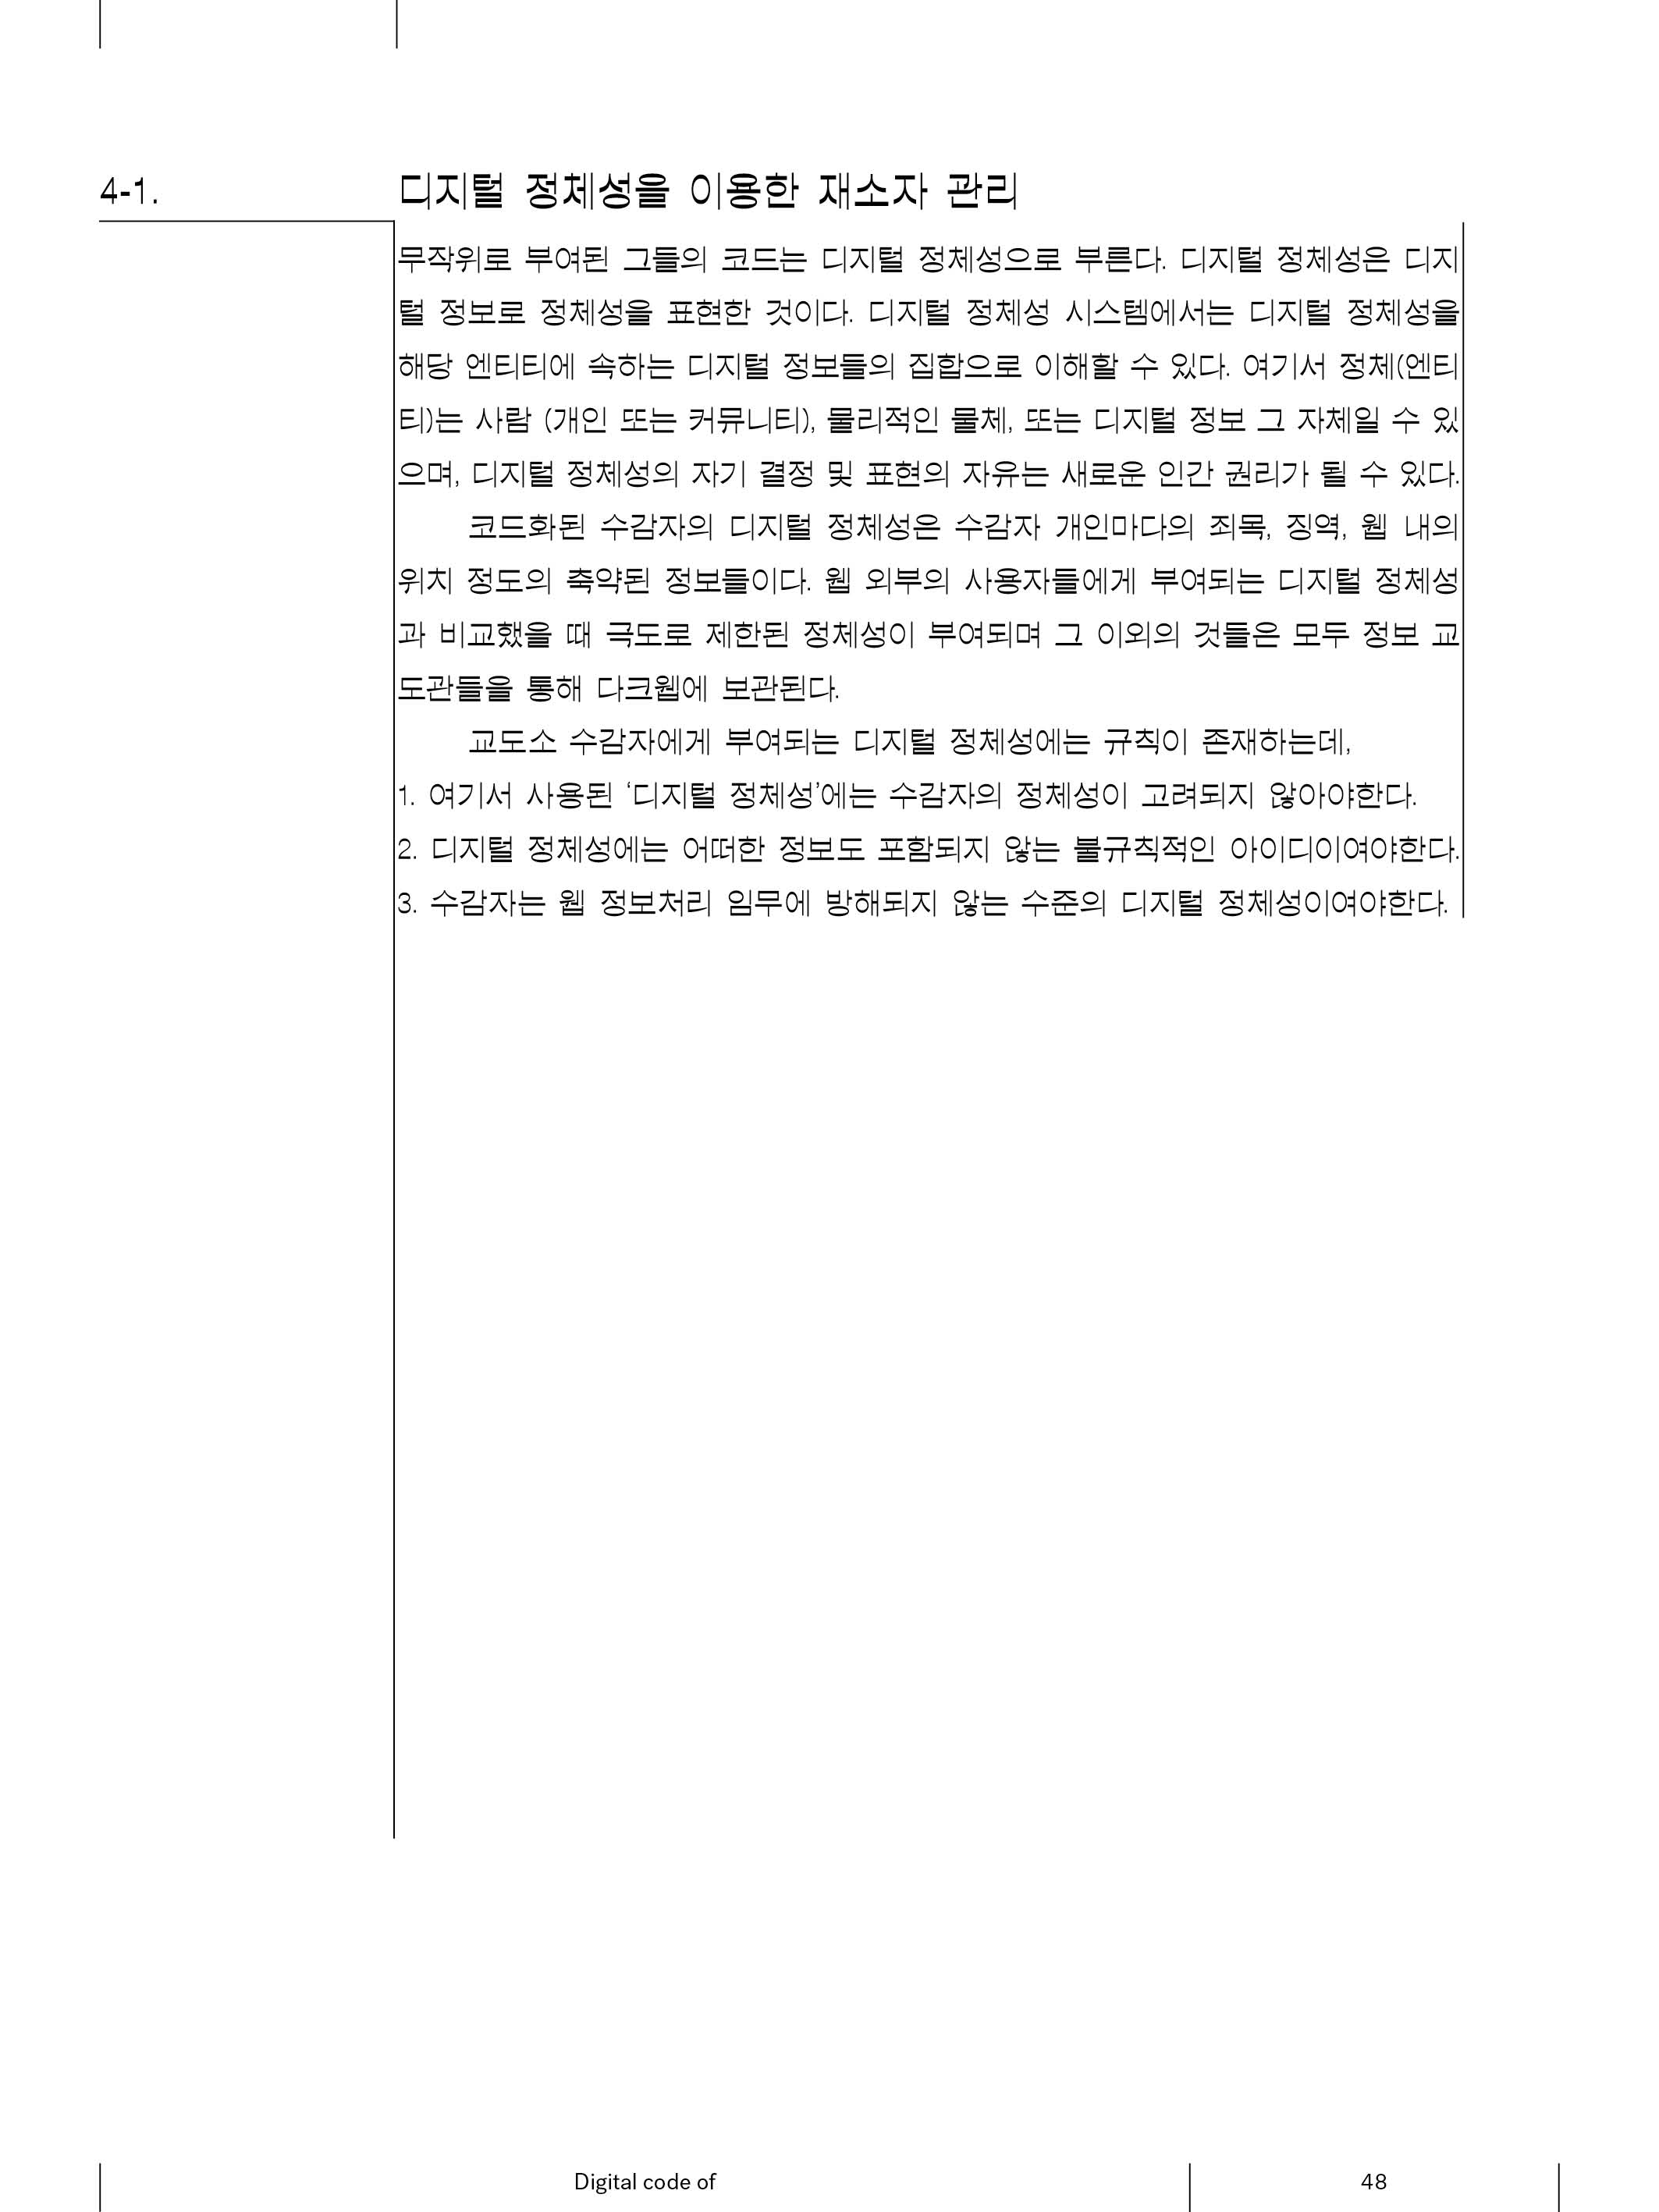 4-1. 디지털 정체성을 이용한 재소자 관리
무작위로 부여된 그들의 코드는 디지털 정체성으로 부른다. 디지털 정체성은 디지
털 정보로 정체성을 표현한 것이다. 디지털 정체성 시스템에서는 디지털 정체성을
해당 엔티티에 속하는 디지털 정보들의 집합으로 이해할 수 있다. 여기서 정체(엔티
티)는 사람 (개인 또는 커뮤니티), 물리적인 물체, 또는 디지털 정보 그 자체일 수 있
으며, 디지털 정체성의 자기 결정 및 표현의 자유는 새로운 인간 권리가 될 수 있다.
코드화된 수감자의 디지털 정체성은 수감자 개인마다의 죄목, 징역, 웹 내의
위치 정도의 축약된 정보들이다. 웹 외부의 사용자들에게 부여되는 디지털 정체성
과 비교했을 때 극도로 제한된 정체성이 부여되며 그 이외의 것들은 모두 정보 교
도관들을 통해 다크웹에 보관된다.
교도소 수감자에게 부여되는 디지털 정체성에는 규칙이 존재하는데,
1. 여기서 사용된 ‘디지털 정체성’에는 수감자의 정체성이 고려되지 않아야한다.
2. 디지털 정체성에는 어떠한 정보도 포함되지 않는 불규칙적인 아이디이여야한다.
3. 수감자는 웹 정보처리 임무에 방해되지 않는 수준의 디지털 정체성이여야한다.
Digital code of 48